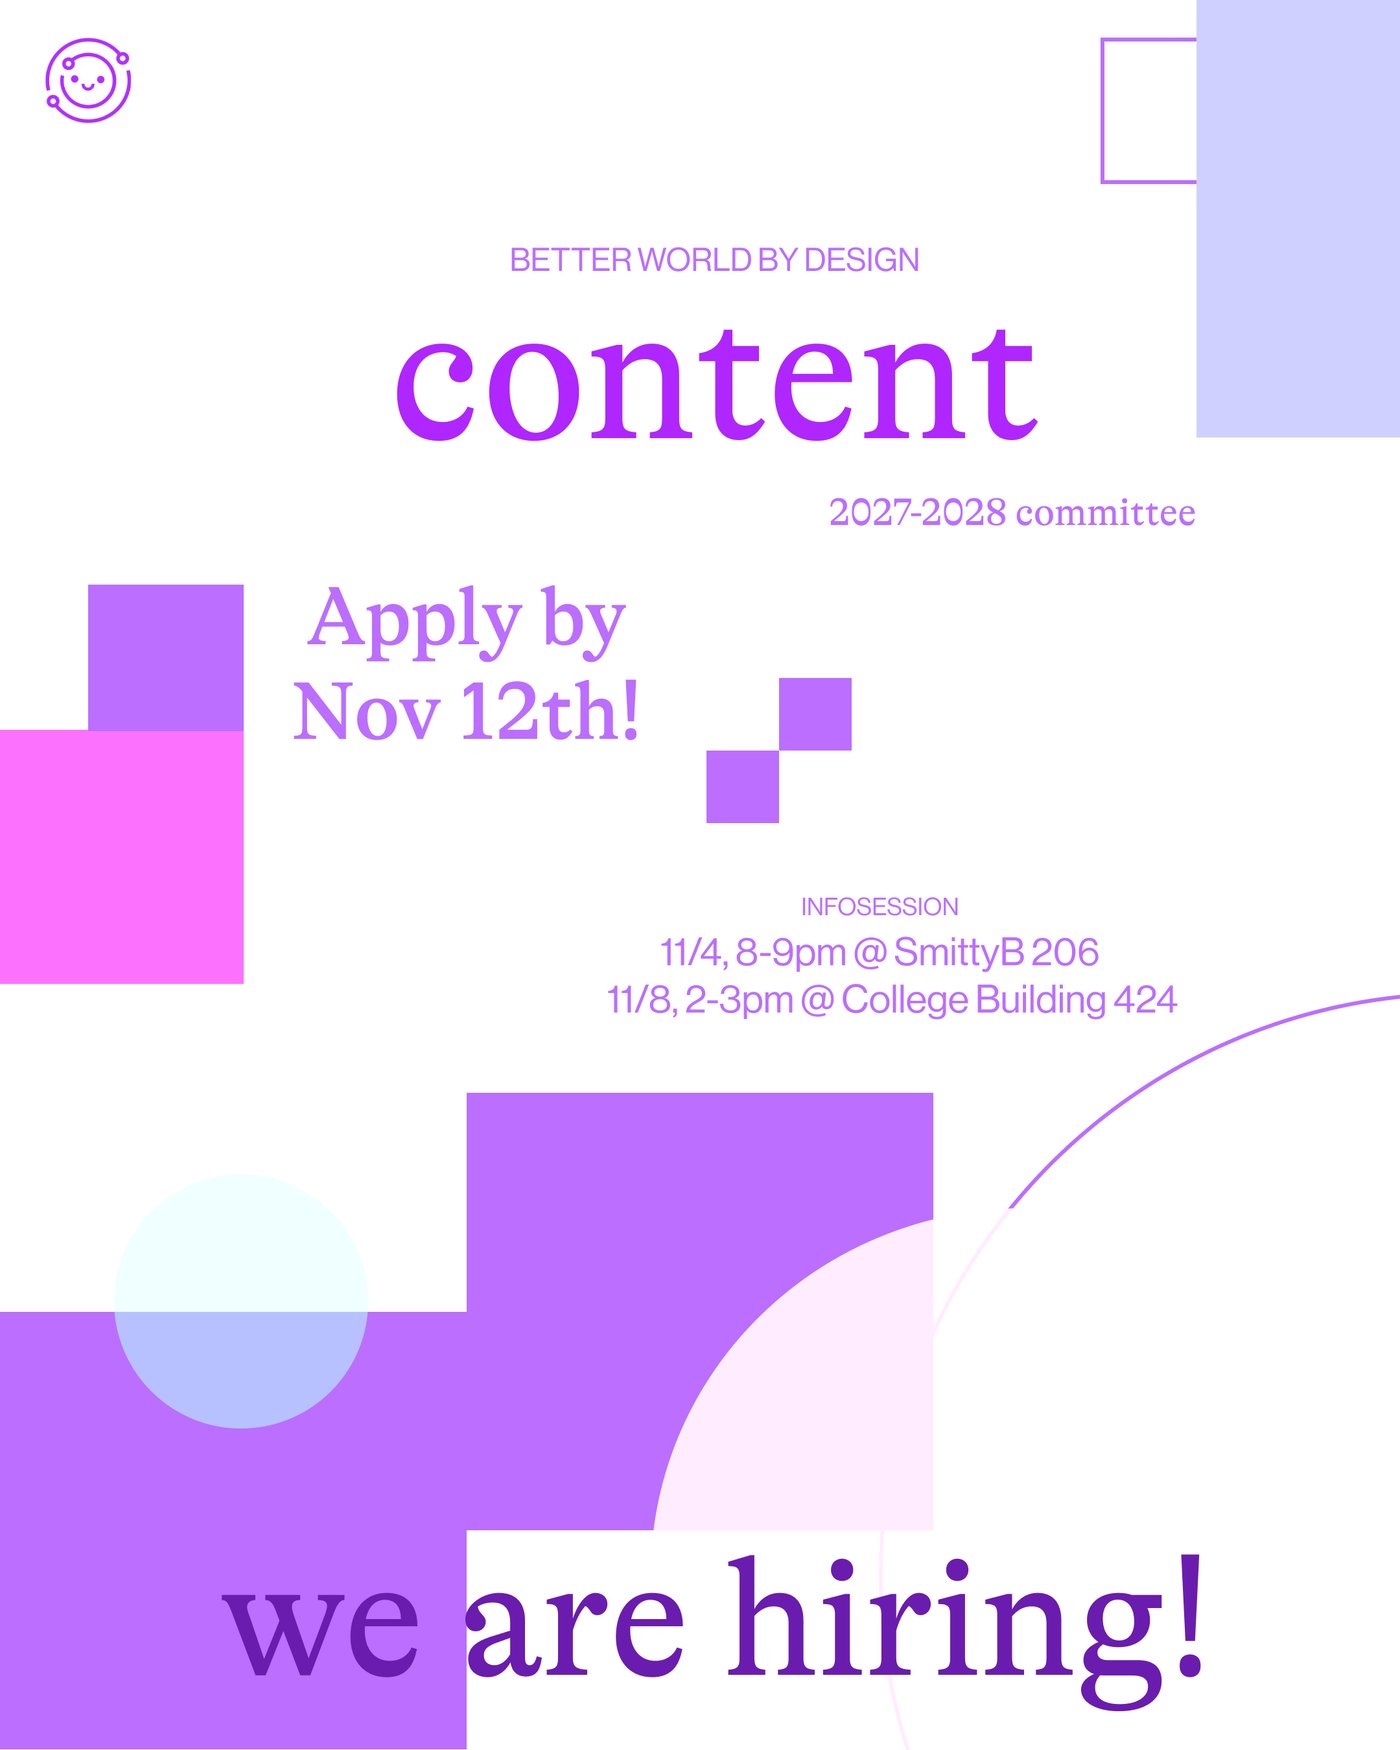 BETTER WORLD BY DESIGN
content
2027-2028 committee
Apply by
Nov 12th!
INFOSESSION
11/4, 8-9pm @ SmittyB 206
11/8, 2-3pm @ College Building 424
we are hiring!